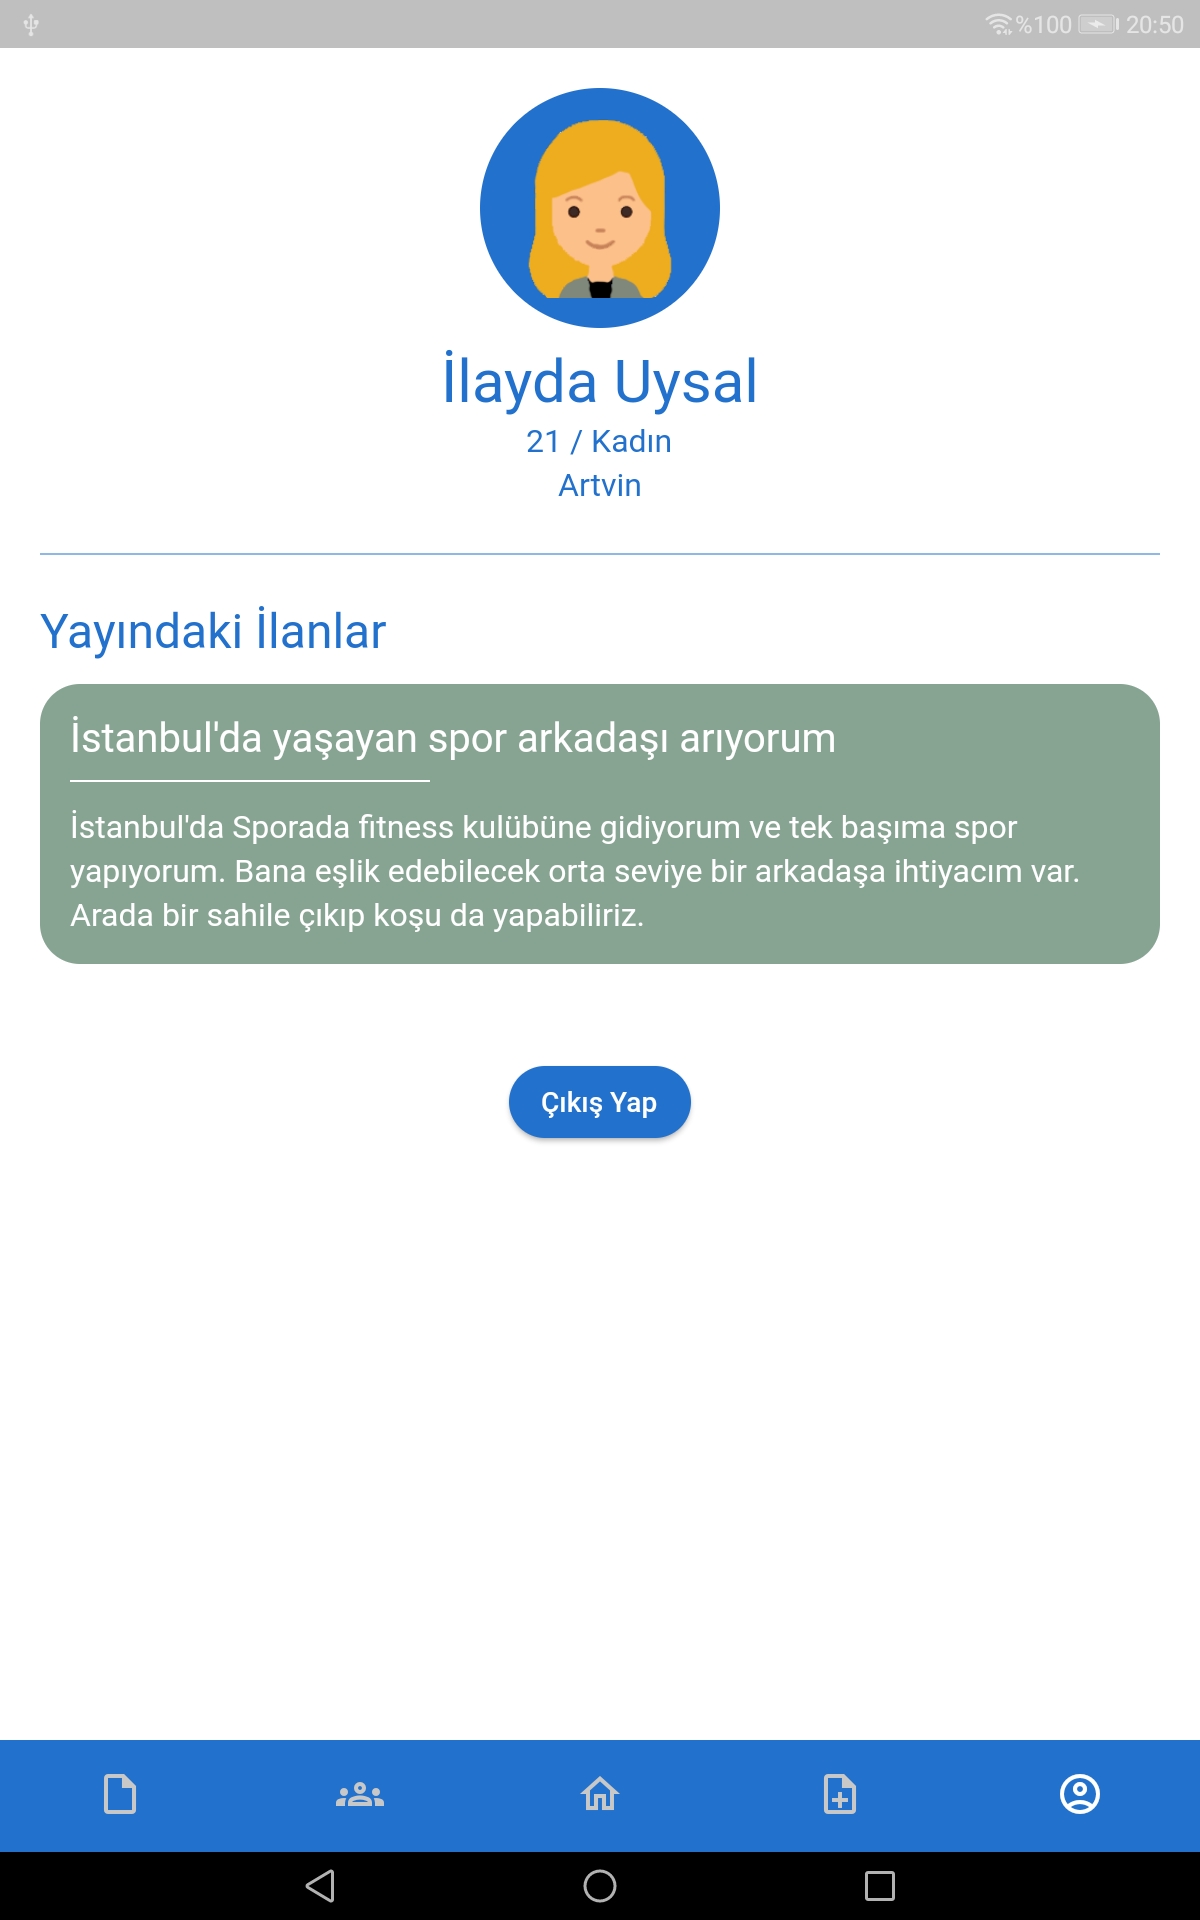 %100 20:50
İlayda Uysal
21 / Kadın
Artvin
Yayındaki İlanlar
İstanbul'da yaşayan spor arkadaşı arıyorum
İstanbul'da Sporada fitness kulübüne gidiyorum ve tek başıma spor
yapıyorum. Bana eşlik edebilecek orta seviye bir arkadaşa ihtiyacım var.
Arada bir sahile çıkıp koşu da yapabiliriz.
Çıkış Yap